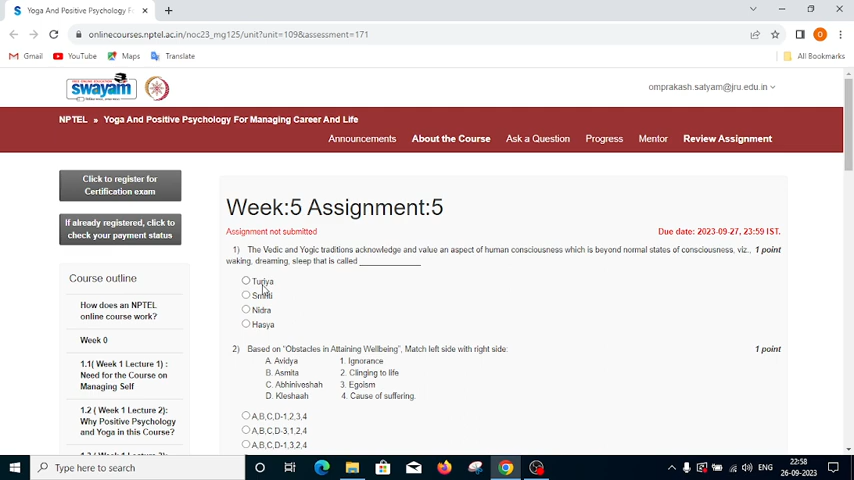 Yoga And Positive Psychology F
onlinecourses.nptel.ac.in/noc23_mg125/unit?unit=109&assessment=171
Gmail YouTube Maps Translate All Bookmarks
swayam
omprakash.satyam@jru.edu.in
NPTEL » Yoga And Positive Psychology For Managing Career And Life
Announcements About the Course Ask a Question Progress Mentor Review Assignment
Click to register for
Certification exam
If already registered, click to
check your payment status
Course outline
How does an NPTEL
online course work?
Week 0
1.1( Week 1 Lecture 1) :
Need for the Course on
Managing Self
1.2 ( Week 1 Lecture 2):
Why Positive Psychology
and Yoga in this Course?
Week:5 Assignment:5
Assignment not submitted Due date: 2023-09-27, 23:59 IST.
1) The Vedic and Yogic traditions acknowledge and value an aspect of human consciousness which is beyond normal states of consciousness, viz., 1 point
waking, dreaming, sleep that is called ______________
Turiya
Smriti
Nidra
Hasya
2) Based on “Obstacles in Attaining Wellbeing”, Match left side with right side: 1 point
A. Avidya 1. Ignorance
B. Asmita 2. Clinging to life
C. Abhiniveshah 3. Egoism
D. Kleshaah 4. Cause of suffering.
A,B,C,D-1,2,3,4
A,B,C,D-3,1,2,4
A,B,C,D-1,3,2,4
Type here to search
ENG
22:58
26-09-2023